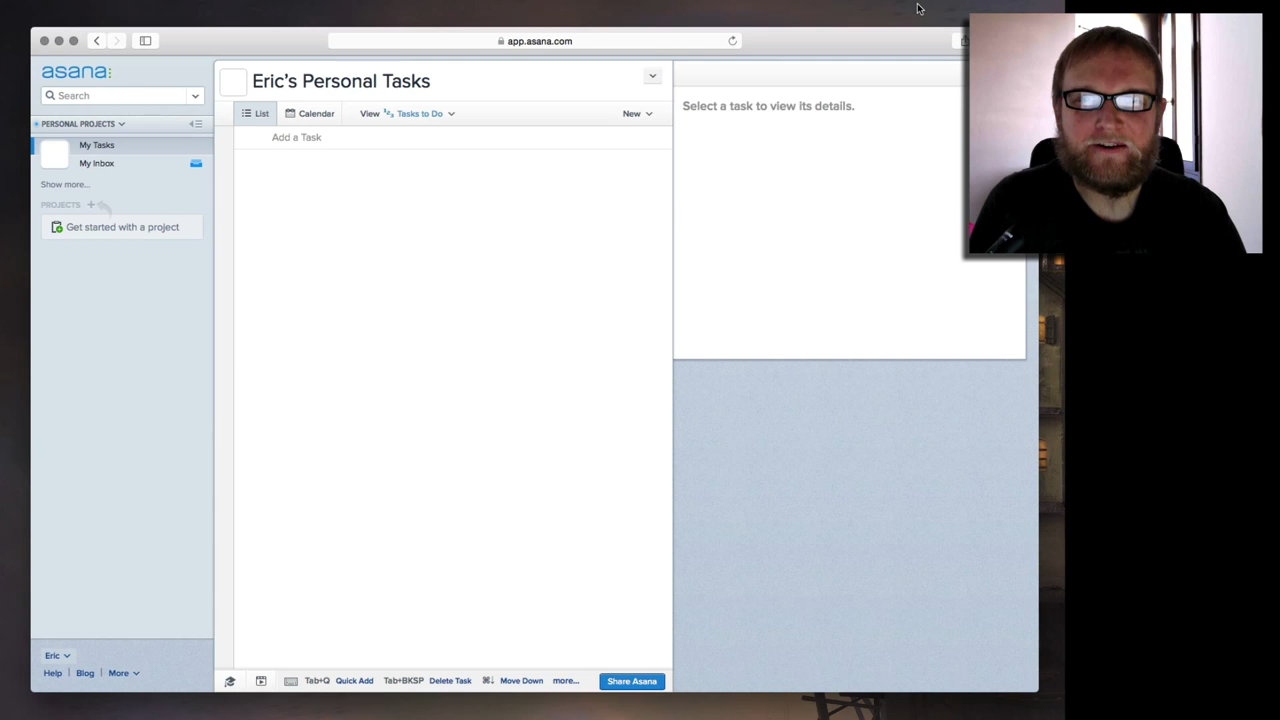 app.asana.com
asana:
Search
PERSONAL PROJECTS
My Tasks
My Inbox
Show more...
PROJECTS +
Get started with a project
Eric's Personal Tasks
List Calendar View Tasks to Do New
Add a Task
Select a task to view its details.
Eric
Help Blog More
Tab+Q Quick Add Tab+BKSP Delete Task ⌘↓ Move Down more... Share Asana